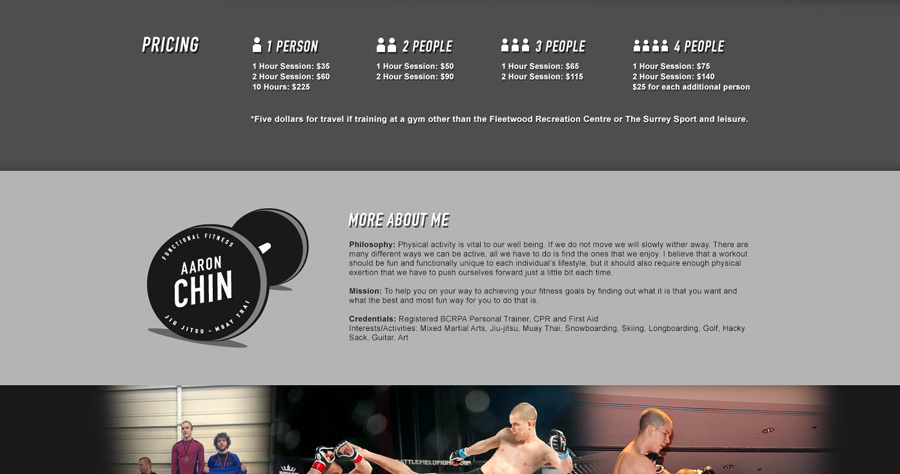 PRICING
1 PERSON
1 Hour Session: $35
2 Hour Session: $60
10 Hours: $225
2 PEOPLE
1 Hour Session: $50
2 Hour Session: $90
3 PEOPLE
1 Hour Session: $65
2 Hour Session: $115
4 PEOPLE
1 Hour Session: $75
2 Hour Session: $140
$25 for each additional person
*Five dollars for travel if training at a gym other than the Fleetwood Recreation Centre or The Surrey Sport and leisure.
FUNCTIONAL FITNESS
AARON
CHIN
JIU JITSU - MUAY THAI
MORE ABOUT ME
Philosophy: Physical activity is vital to our well being. If we do not move we will slowly wither away. There are
many different ways we can be active, all we have to do is find the ones that we enjoy. I believe that a workout
should be fun and functionally unique to each individual's lifestyle, but it should also require enough physical
exertion that we have to push ourselves forward just a little bit each time.
Mission: To help you on your way to achieving your fitness goals by finding out what it is that you want and
what the best and most fun way for you to do that is.
Credentials: Registered BCRPA Personal Trainer, CPR and First Aid
Interests/Activities: Mixed Martial Arts, Jiu-jitsu, Muay Thai, Snowboarding, Skiing, Longboarding, Golf, Hacky
Sack, Guitar, Art